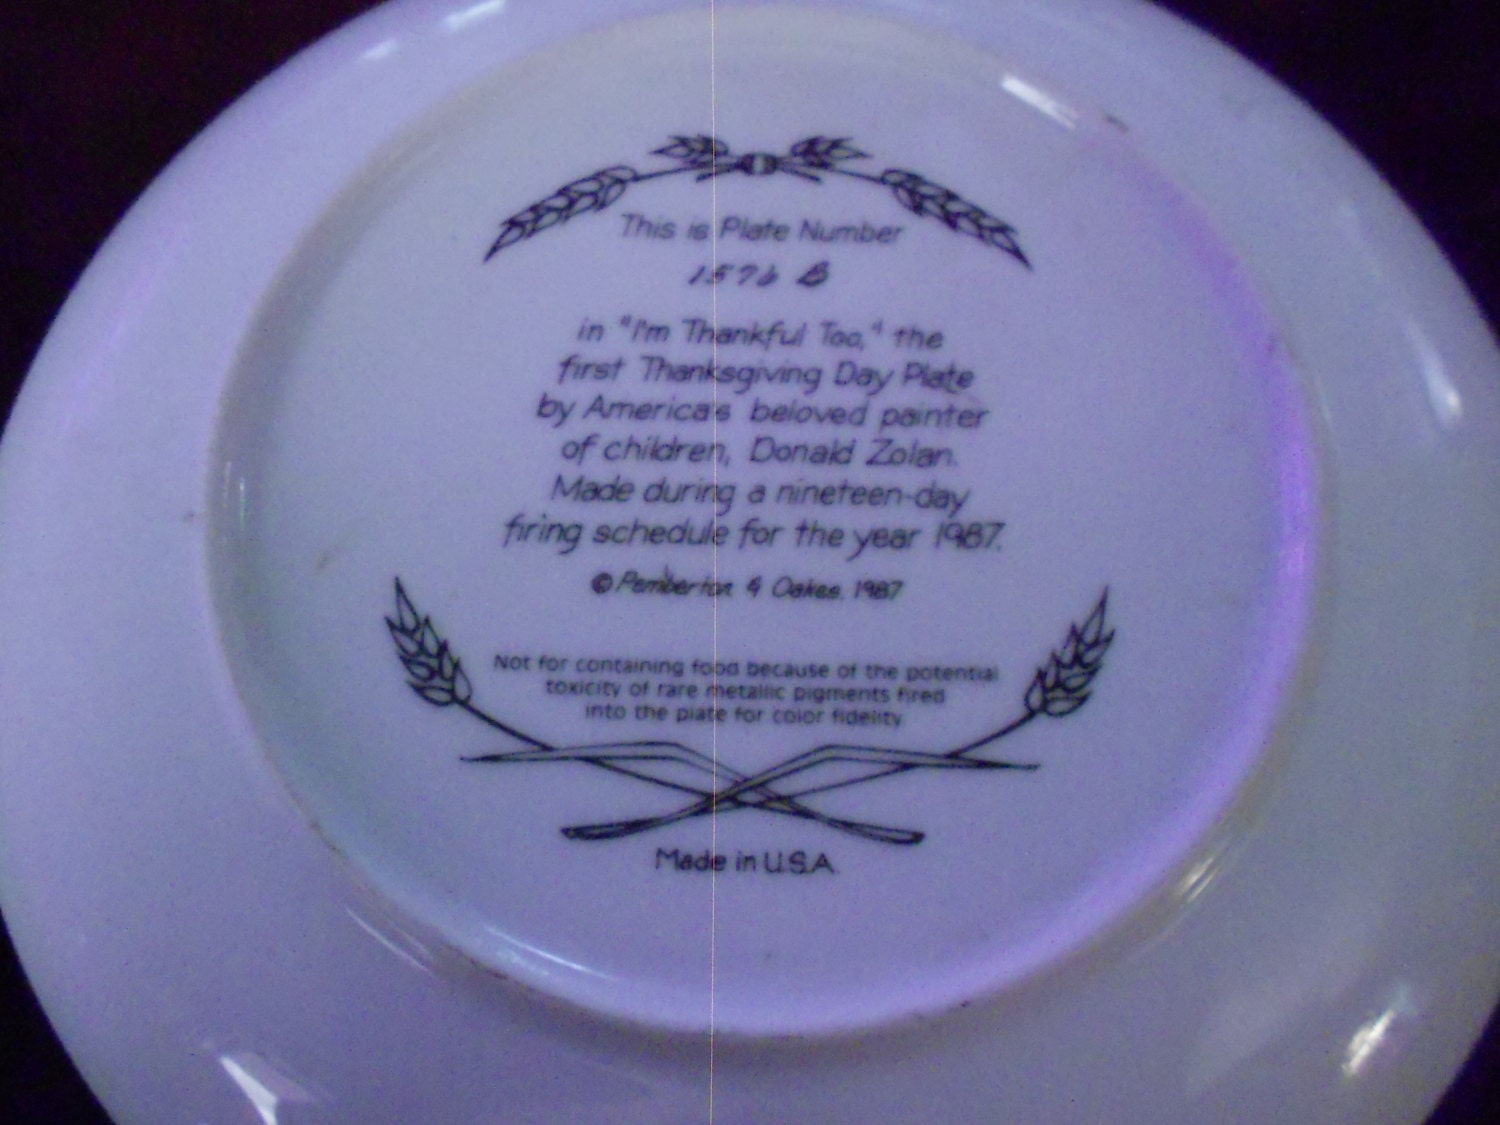 This is Plate Number
1576 B
in "I'm Thankful Too," the
first Thanksgiving Day Plate
by America's beloved painter
of children, Donald Zolan.
Made during a nineteen-day
firing schedule for the year 1987.
© Pemberton & Oakes, 1987
Not for containing food because of the potential
toxicity of rare metallic pigments fired
into the plate for color fidelity
Made in U.S.A.